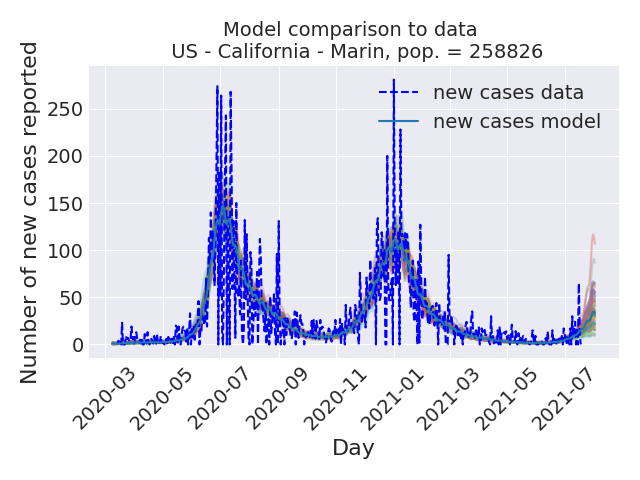 Model comparison to data
US - California - Marin, pop. = 258826
Number of new cases reported
250
200
150
100
50
0
new cases data
new cases model
2020-03
2020-05
2020-07
2020-09
2020-11
2021-01
2021-03
2021-05
2021-07
Day